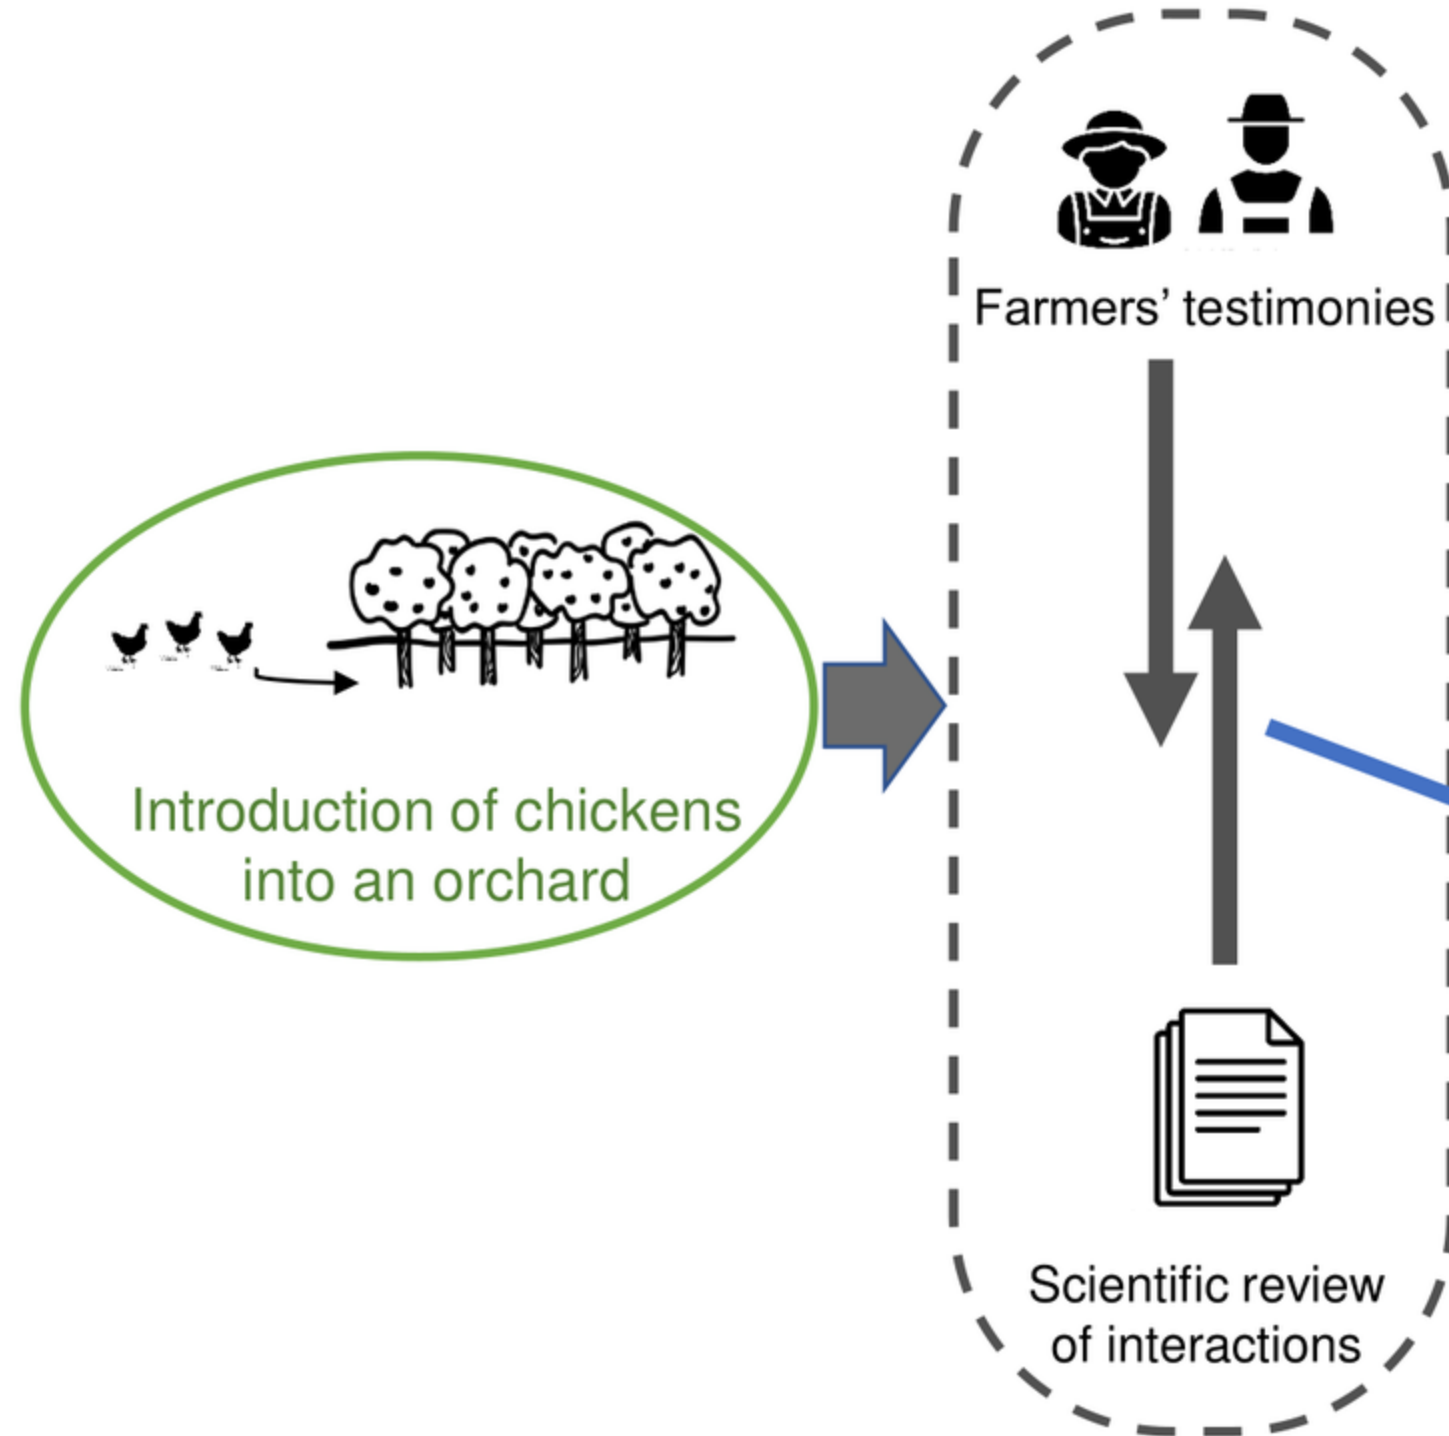 Farmers’ testimonies
Introduction of chickens
into an orchard
Scientific review
of interactions